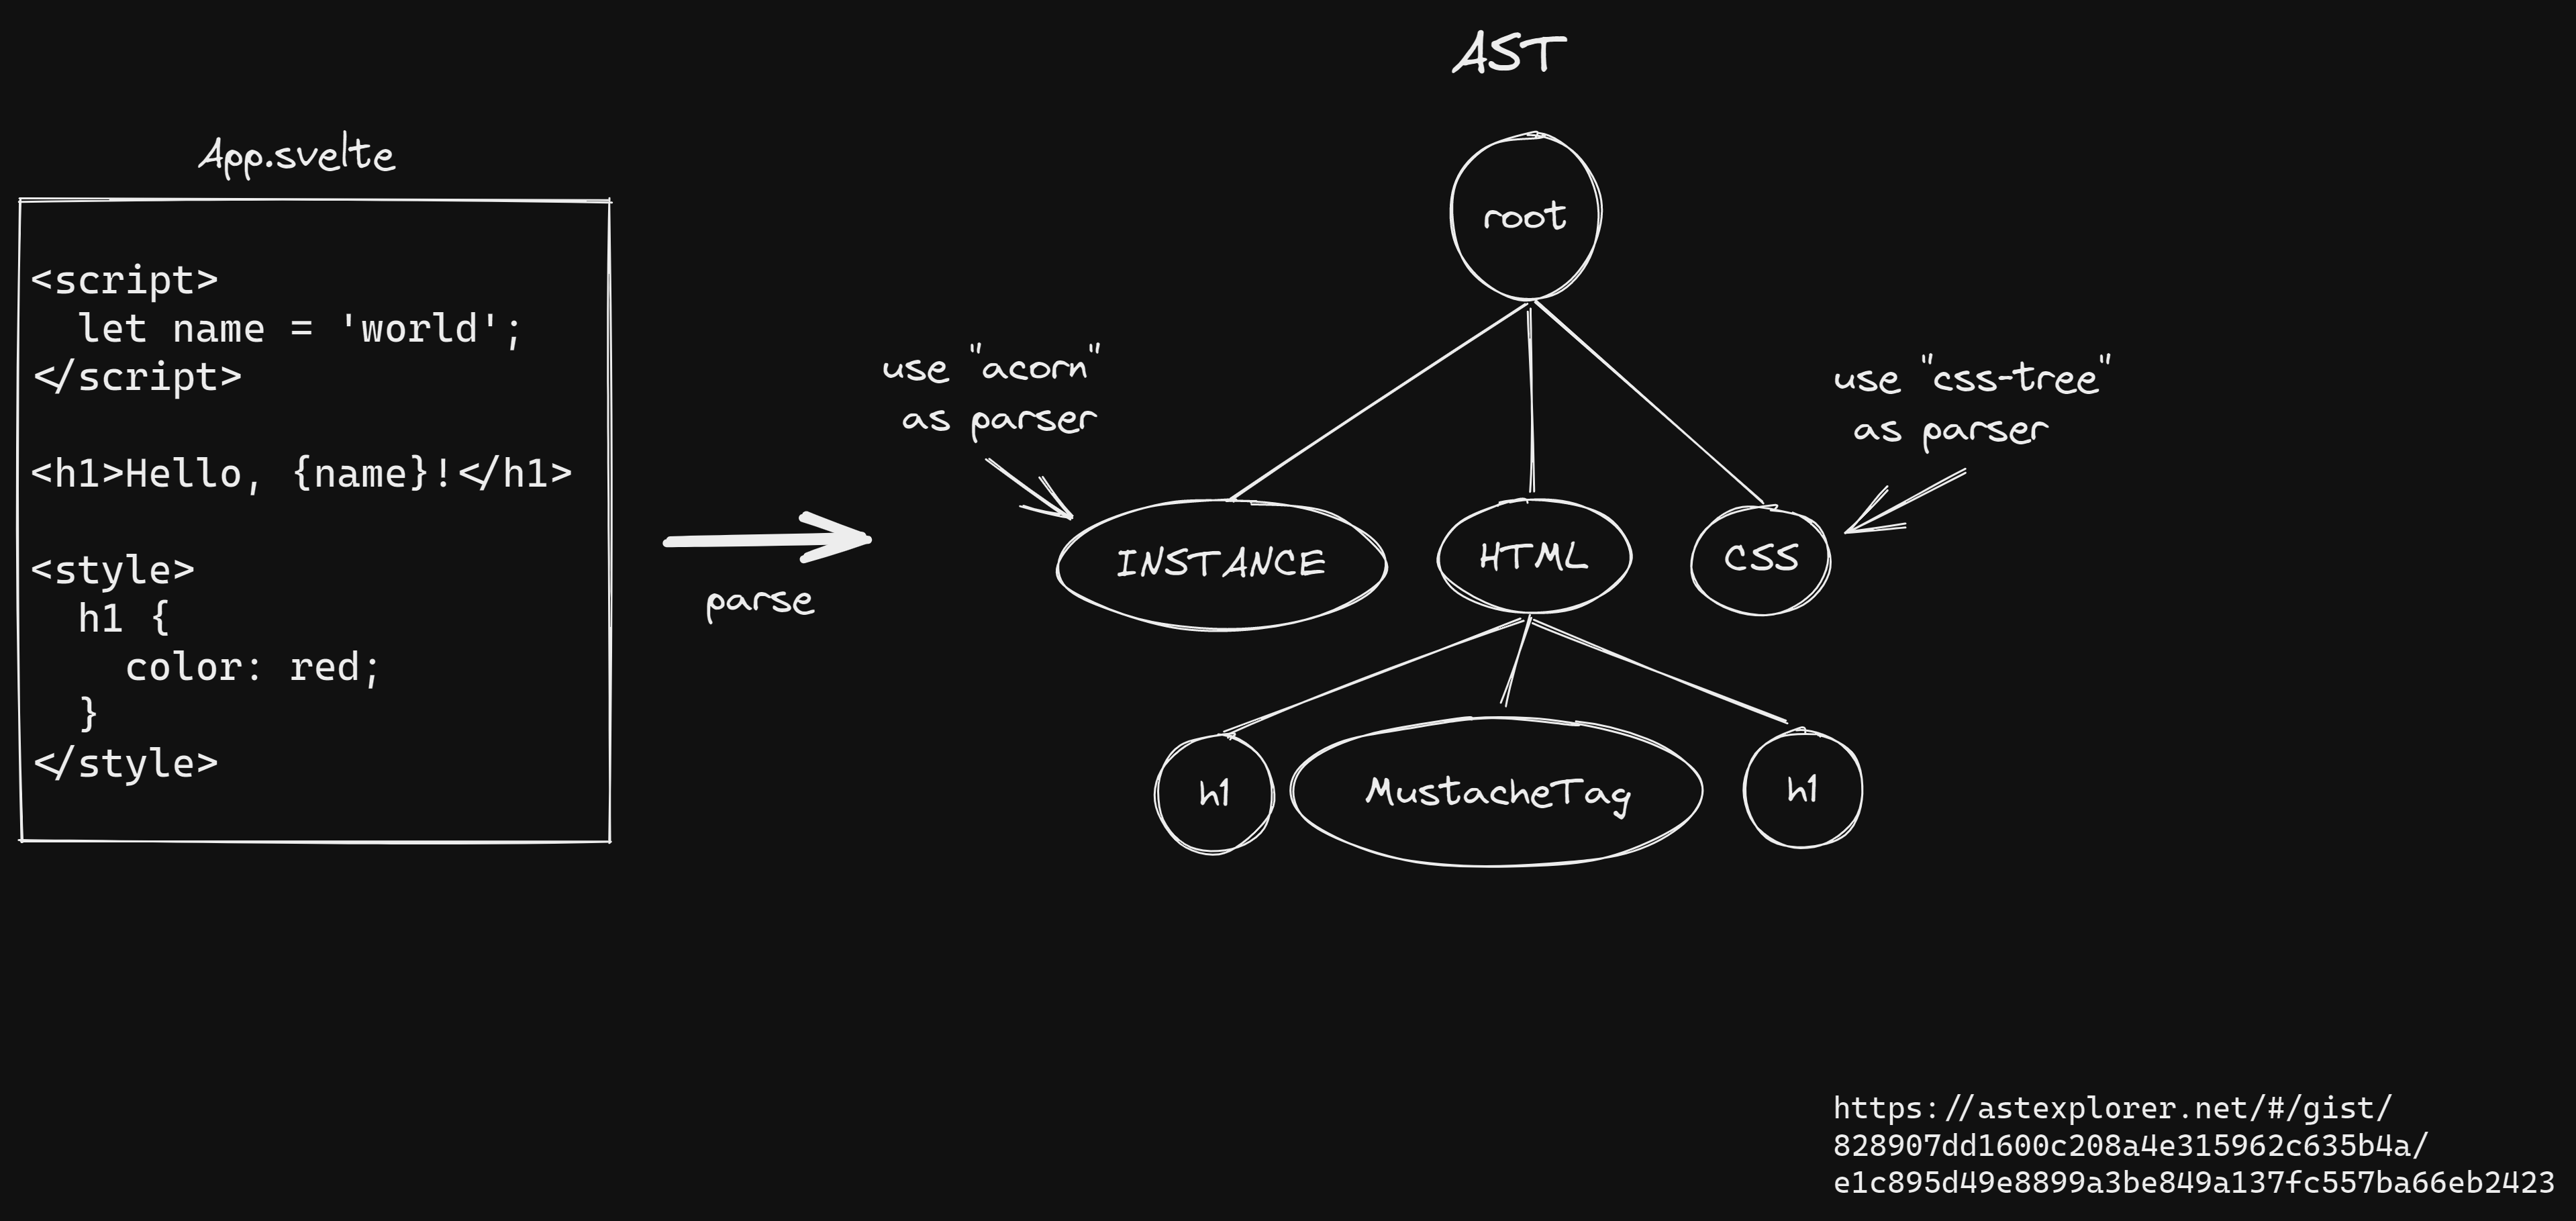 App.svelte
<script>
  let name = 'world';
</script>
<h1>Hello, {name}!</h1>
<style>
  h1 {
    color: red;
  }
</style>
parse
AST
root
use "acorn"
as parser
use "css-tree"
as parser
INSTANCE
HTML
CSS
h1
MustacheTag
h1
https://astexplorer.net/#/gist/
828907dd1600c208a4e315962c635b4a/
e1c895d49e8899a3be849a137fc557ba66eb2423